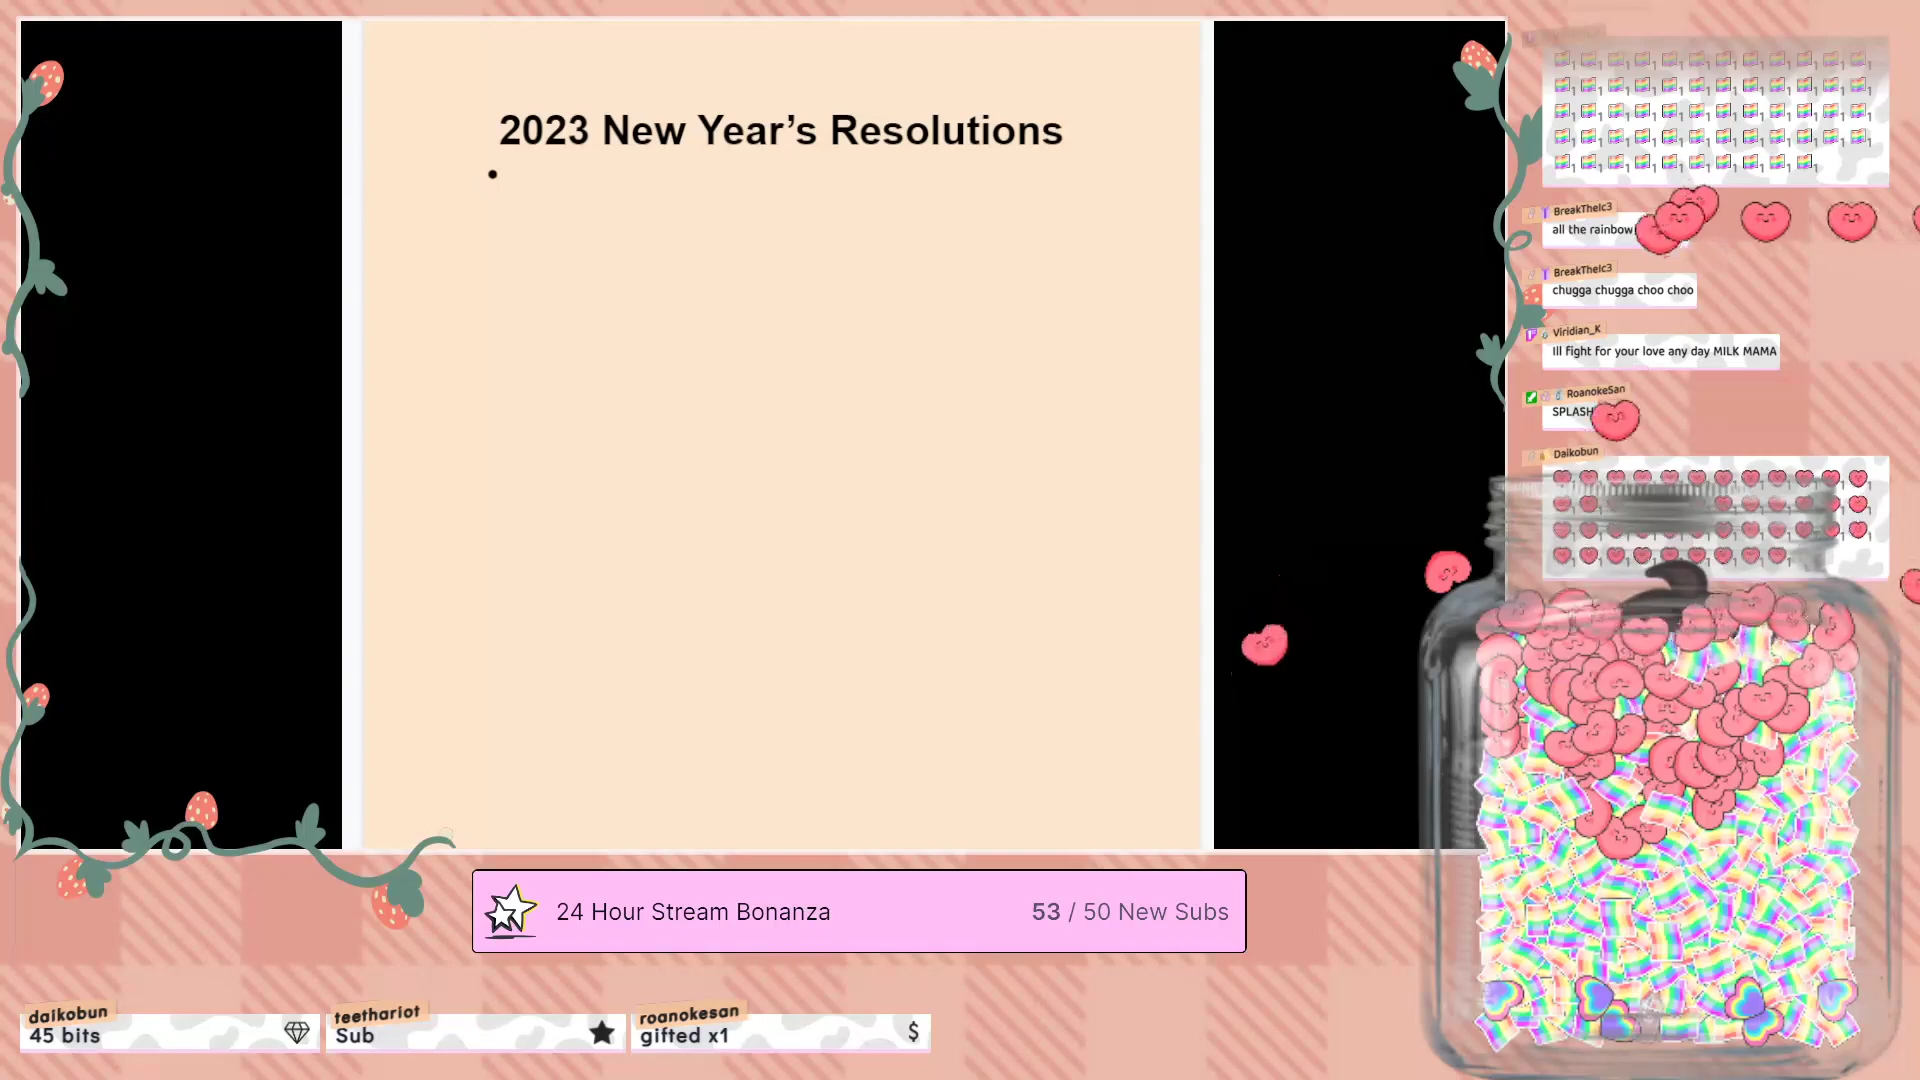 2023 New Year’s Resolutions
•
BreakTheIc3
all the rainbow
BreakTheIc3
chugga chugga choo choo
Viridian_K
Ill fight for your love any day MILK MAMA
RoanokeSan
SPLASH
Daikobun
24 Hour Stream Bonanza
53 / 50 New Subs
daikobun
45 bits
teethariot
Sub
roanokesan
gifted x1
$